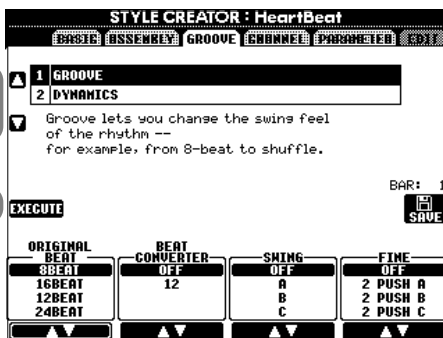 STYLE CREATOR : HeartBeat
BASIC ASSEMBLY GROOVE CHANNEL PARAMETER EDIT
1 GROOVE
2 DYNAMICS
Groove lets you change the swing feel
of the rhythm --
for example, from 8-beat to shuffle.
BAR: 1
EXECUTE
SAVE
ORIGINAL BEAT
8BEAT
16BEAT
12BEAT
24BEAT
BEAT CONVERTER
OFF
12
SWING
OFF
A
B
C
FINE
OFF
2 PUSH A
2 PUSH B
2 PUSH C